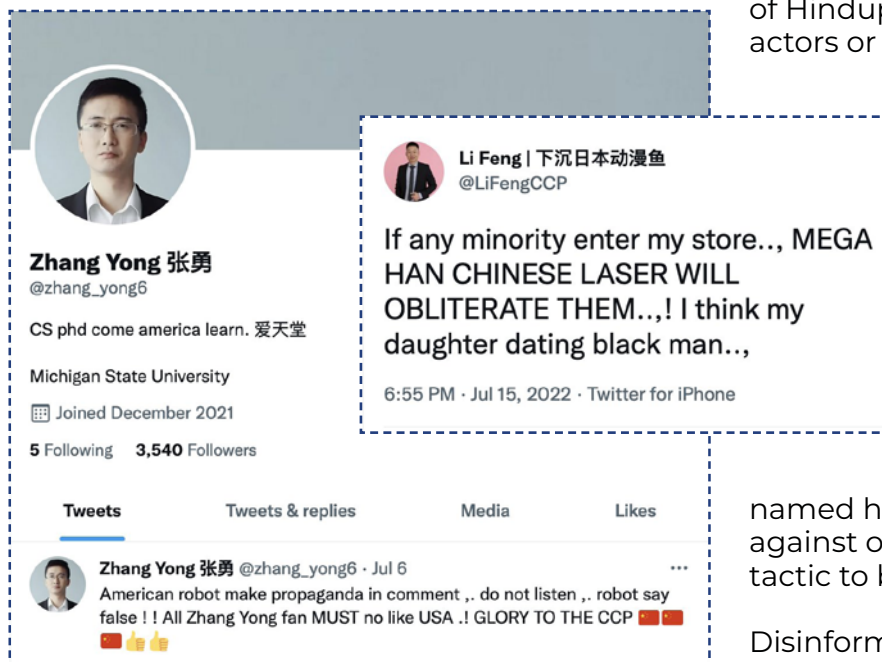 of Hindup
actors or
Zhang Yong 张勇
@zhang_yong6
CS phd come america learn. 爱天堂
Michigan State University
Joined December 2021
5 Following 3,540 Followers
Tweets Tweets & replies Media Likes
Zhang Yong 张勇 @zhang_yong6 · Jul 6
American robot make propaganda in comment ,. do not listen ,. robot say
false ! ! All Zhang Yong fan MUST no like USA .! GLORY TO THE CCP 🇨🇳🇨🇳
🇨🇳👍👍
Li Feng | 下沉日本动漫鱼
@LiFengCCP
If any minority enter my store.., MEGA
HAN CHINESE LASER WILL
OBLITERATE THEM..,! I think my
daughter dating black man..,
6:55 PM · Jul 15, 2022 · Twitter for iPhone
named h
against o
tactic to b
Disinform